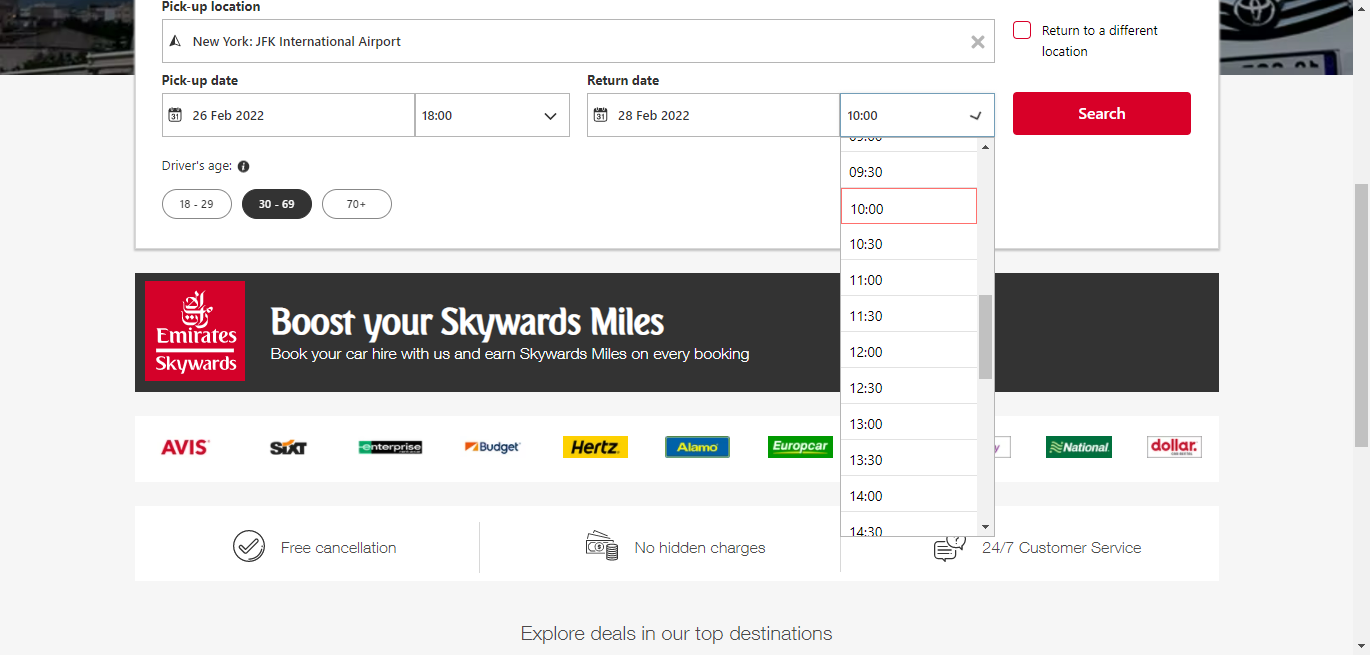 Pick-up location
New York: JFK International Airport
Return to a different
location
Pick-up date
Return date
31 26 Feb 2022
18:00
31 28 Feb 2022
10:00
Search
09:30
10:00
10:30
11:00
11:30
12:00
12:30
13:00
13:30
14:00
14:30
Driver's age: i
18 - 29
30 - 69
70+
Emirates
Skywards
Boost your Skywards Miles
Book your car hire with us and earn Skywards Miles on every booking
AVIS
SIXT
enterprise
Budget
Hertz
Alamo
Europcar
National
dollar.
Free cancellation
No hidden charges
24/7 Customer Service
Explore deals in our top destinations